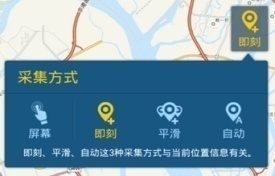 即刻
采集方式
屏幕 即刻 平滑 自动
即刻、平滑、自动这3种采集方式与当前位置信息有关。